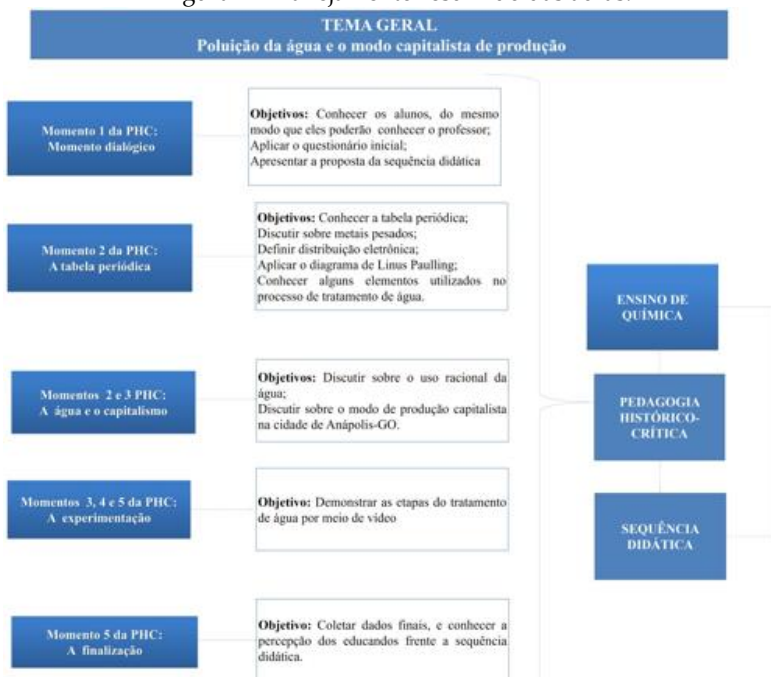 TEMA GERAL
Poluição da água e o modo capitalista de produção
Momento 1 da PHC:
Momento dialógico
Objetivos: Conhecer os alunos, do mesmo
modo que eles poderão conhecer o professor;
Aplicar o questionário inicial;
Apresentar a proposta da sequência didática
Momento 2 da PHC:
A tabela periódica
Objetivos: Conhecer a tabela periódica;
Discutir sobre metais pesados;
Definir distribuição eletrônica;
Aplicar o diagrama de Linus Paulling;
Conhecer alguns elementos utilizados no
processo de tratamento de água.
Momentos 2 e 3 PHC:
A água e o capitalismo
Objetivos: Discutir sobre o uso racional da
água;
Discutir sobre o modo de produção capitalista
na cidade de Anápolis-GO.
Momentos 3, 4 e 5 da PHC:
A experimentação
Objetivo: Demonstrar as etapas do tratamento
de água por meio de vídeo
Momento 5 da PHC:
A finalização
Objetivo: Coletar dados finais, e conhecer a
percepção dos educandos frente a sequência
didática.
ENSINO DE
QUÍMICA
PEDAGOGIA
HISTÓRICO-
CRÍTICA
SEQUÊNCIA
DIDÁTICA